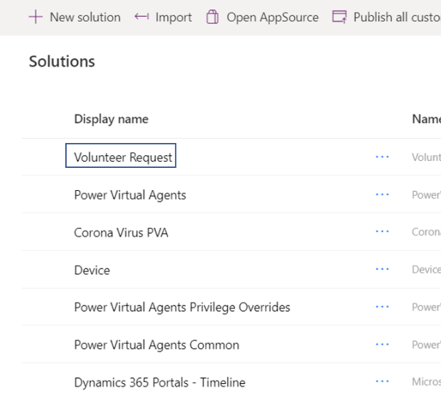 New solution Import Open AppSource Publish all custo
Solutions
Display name Name
Volunteer Request ... Volunt
Power Virtual Agents ... Power
Corona Virus PVA ... Corona
Device ... Device
Power Virtual Agents Privilege Overrides ... Power
Power Virtual Agents Common ... Power
Dynamics 365 Portals - Timeline ... Micros